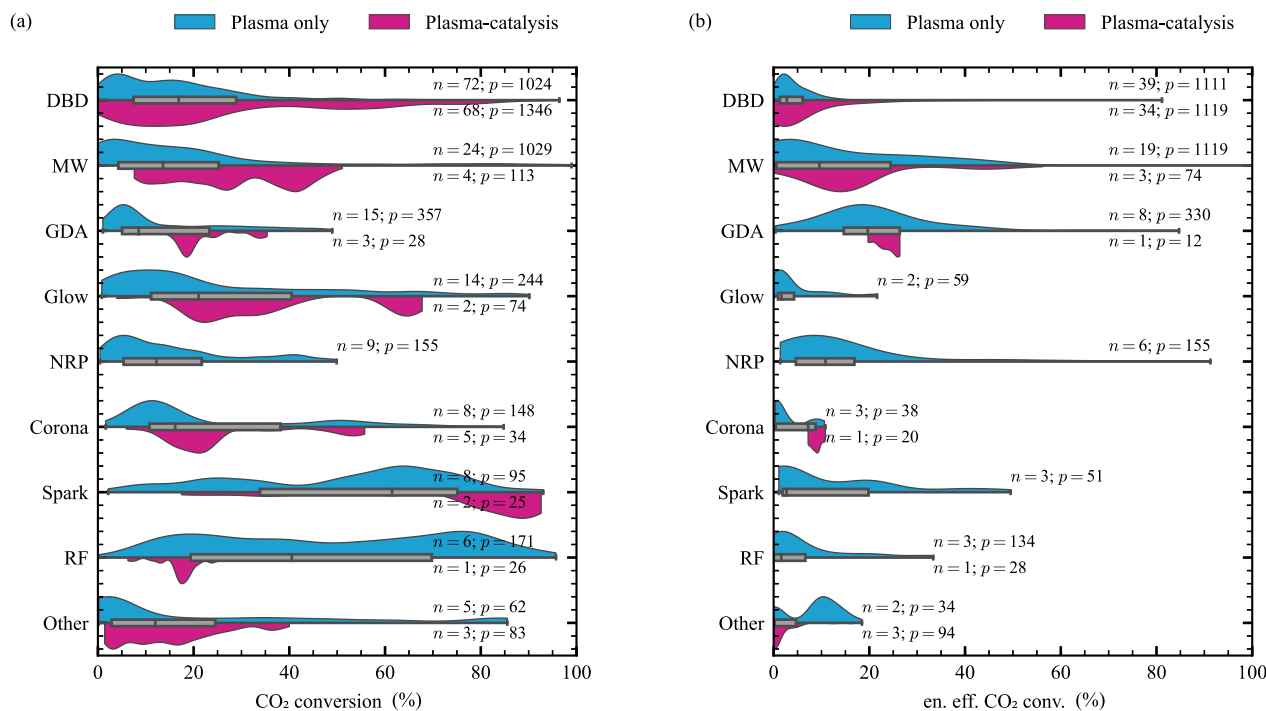 (a)
Plasma only
Plasma-catalysis
DBD
n = 72; p = 1024
n = 68; p = 1346
MW
n = 24; p = 1029
n = 4; p = 113
GDA
n = 15; p = 357
n = 3; p = 28
Glow
n = 14; p = 244
n = 2; p = 74
NRP
n = 9; p = 155
Corona
n = 8; p = 148
n = 5; p = 34
Spark
n = 8; p = 95
n = 2; p = 25
RF
n = 6; p = 171
n = 1; p = 26
Other
n = 5; p = 62
n = 3; p = 83
0 20 40 60 80 100
CO₂ conversion (%)
(b)
Plasma only
Plasma-catalysis
DBD
n = 39; p = 1111
n = 34; p = 1119
MW
n = 19; p = 1119
n = 3; p = 74
GDA
n = 8; p = 330
n = 1; p = 12
Glow
n = 2; p = 59
NRP
n = 6; p = 155
Corona
n = 3; p = 38
n = 1; p = 20
Spark
n = 3; p = 51
RF
n = 3; p = 134
n = 1; p = 28
Other
n = 2; p = 34
n = 3; p = 94
0 20 40 60 80 100
en. eff. CO₂ conv. (%)